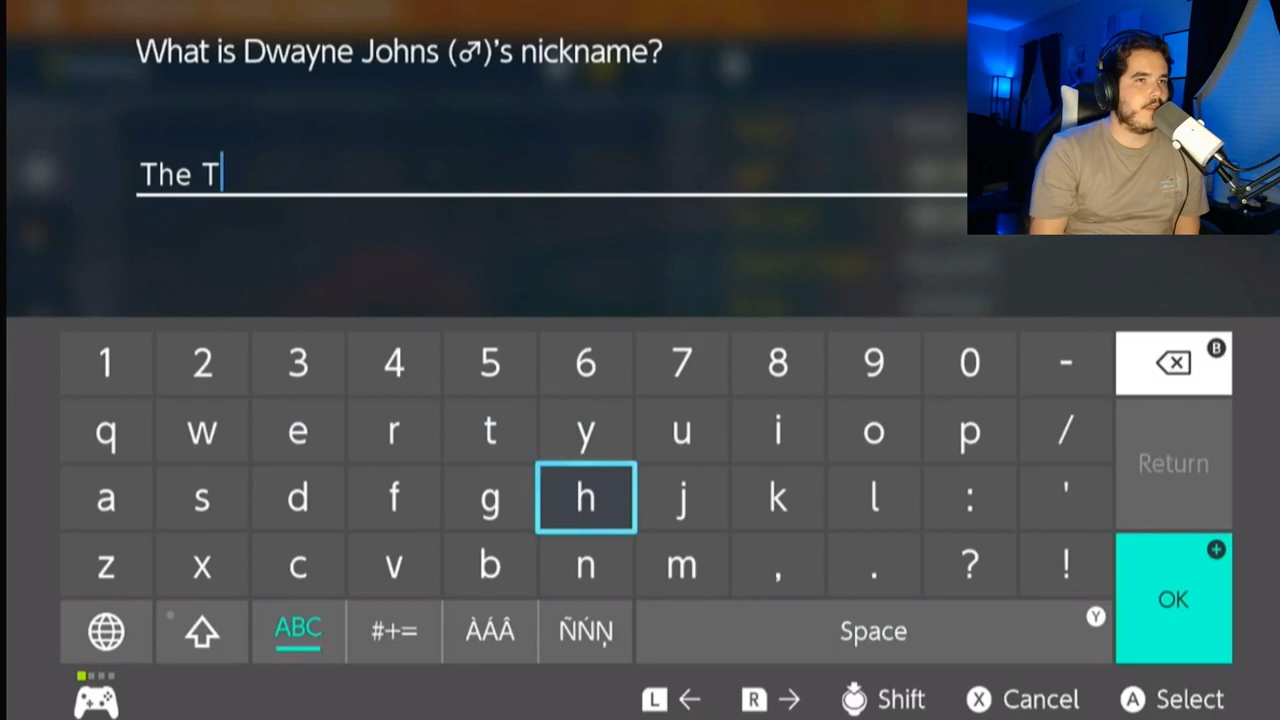 What is Dwayne Johns (♂)'s nickname?
The T
1 2 3 4 5 6 7 8 9 0 - B
q w e r t y u i o p / Return
a s d f g h j k l : '
z x c v b n m , . ? ! OK +
ABC #+= ÀÁÂ ÑŃŅ Space Y
L ← R → Shift X Cancel A Select